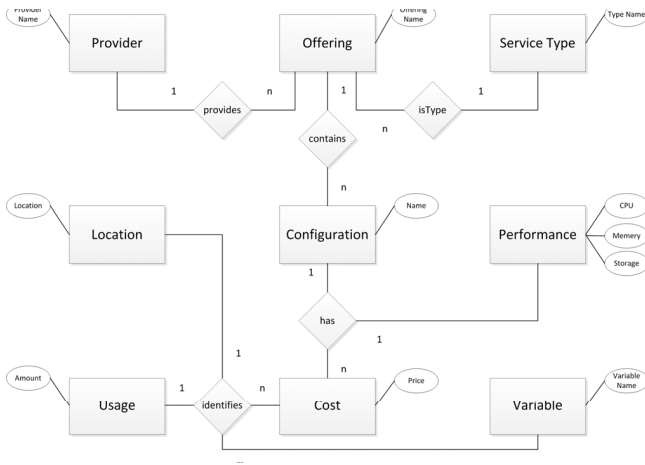 Provider
Name
Offering
Name
Type Name
Provider
Offering
Service Type
1
n
1
1
provides
isType
n
contains
n
Location
Name
CPU
Location
Configuration
Performance
Memory
Storage
1
has
1
1
n
Amount
1
n
Price
Variable
Name
Usage
identifies
Cost
Variable